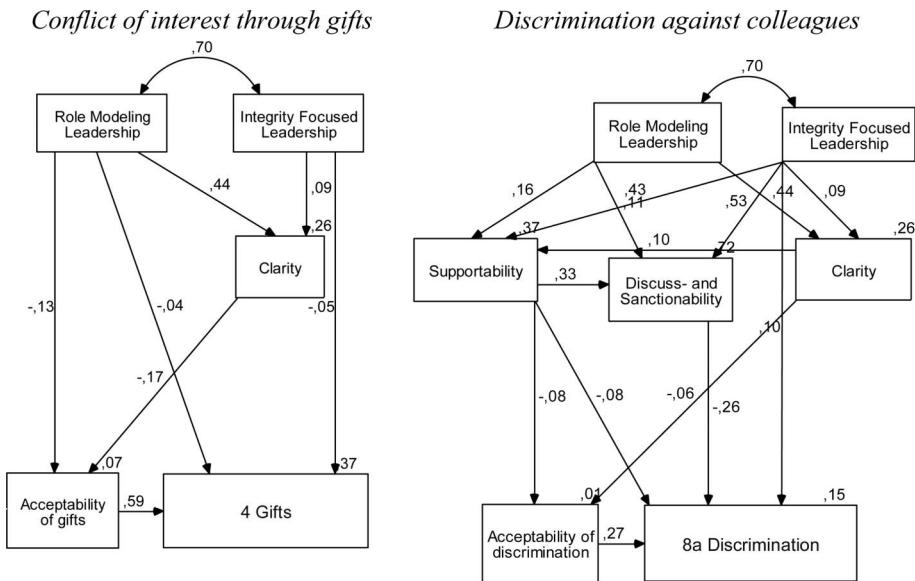 Conflict of interest through gifts
,70
Role Modeling
Leadership
Integrity Focused
Leadership
,44
,09
,26
Clarity
-,13
-,04
-,05
-,17
,07
,37
Acceptability
of gifts
,59
4 Gifts
Discrimination against colleagues
,70
Role Modeling
Leadership
Integrity Focused
Leadership
,16
,43
,11
,53
,44
,09
,37
,10
,72
,26
Supportability
,33
Discuss- and
Sanctionability
Clarity
,10
-,08
-,08
-,06
-,26
,01
,15
Acceptability of
discrimination
,27
8a Discrimination